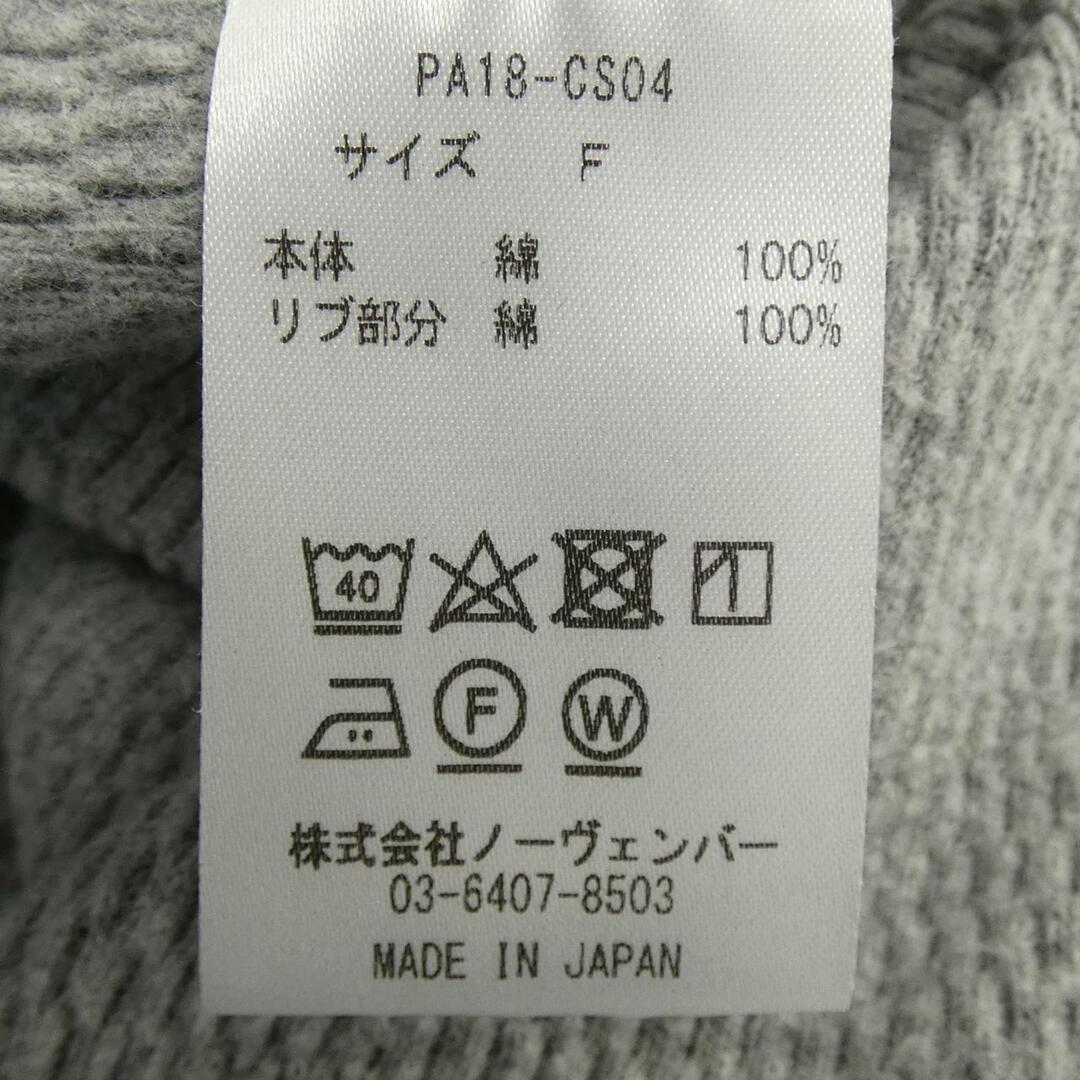 PA18-CS04
サイズ F
本体 綿 100%
リブ部分 綿 100%
40
F W
株式会社ノーヴェンバー
03-6407-8503
MADE IN JAPAN